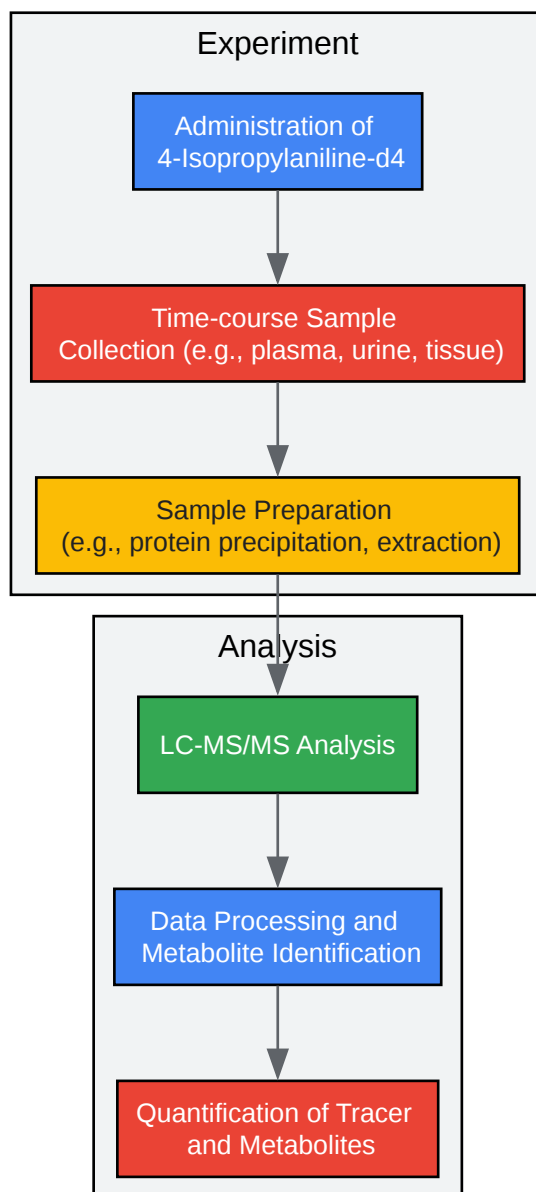 Experiment
Administration of
4-Isopropylaniline-d4
Time-course Sample
Collection (e.g., plasma, urine, tissue)
Sample Preparation
(e.g., protein precipitation, extraction)
Analysis
LC-MS/MS Analysis
Data Processing and
Metabolite Identification
Quantification of Tracer
and Metabolites